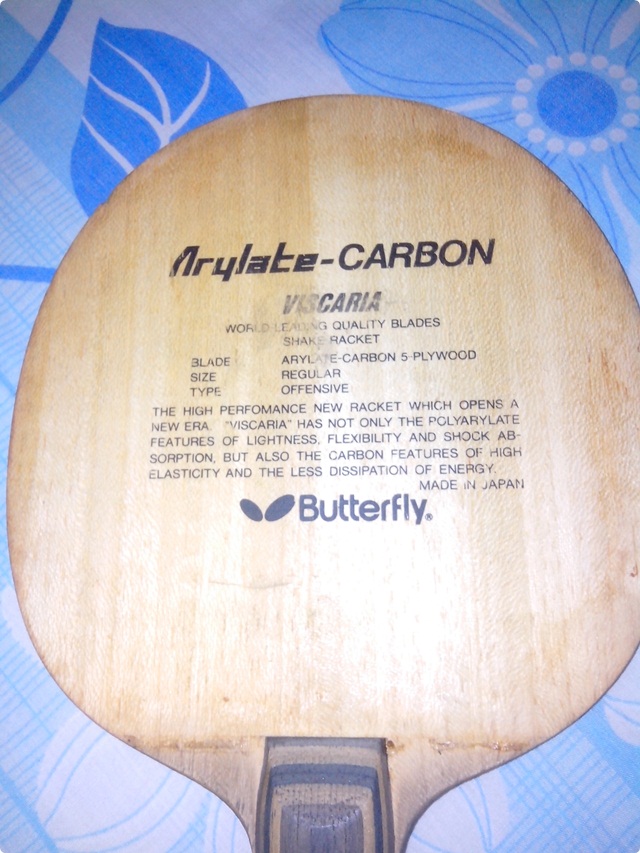 Arylate-CARBON
VISCARIA
WORLD-LEADING QUALITY BLADES
SHAKE RACKET
BLADE ARYLATE-CARBON 5-PLYWOOD
SIZE REGULAR
TYPE OFFENSIVE
THE HIGH PERFOMANCE NEW RACKET WHICH OPENS A
NEW ERA. "VISCARIA" HAS NOT ONLY THE POLYARYLATE
FEATURES OF LIGHTNESS, FLEXIBILITY AND SHOCK AB-
SORPTION, BUT ALSO THE CARBON FEATURES OF HIGH
ELASTICITY AND THE LESS DISSIPATION OF ENERGY.
MADE IN JAPAN
Butterfly®